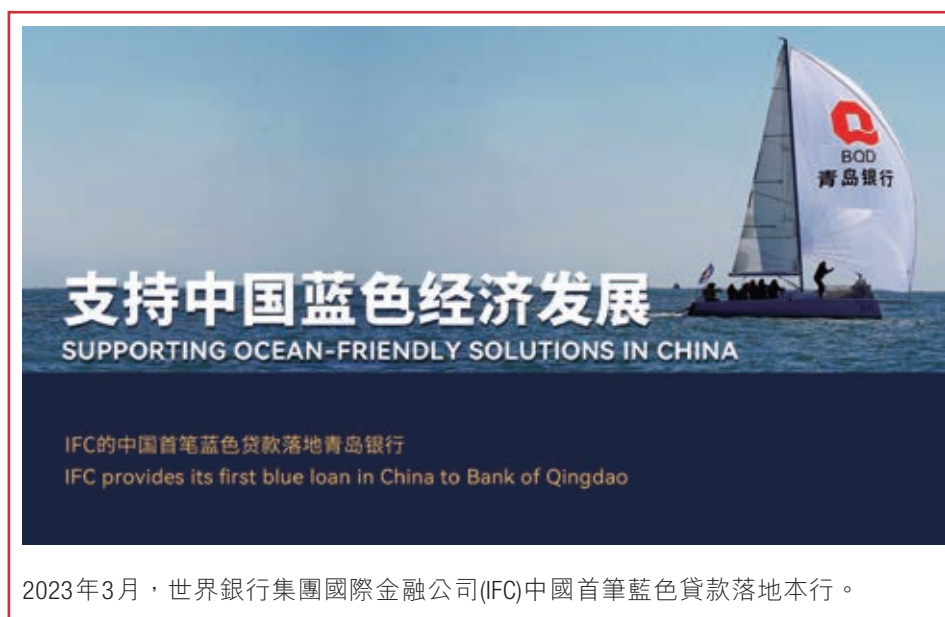 BQD
青岛银行
支持中国蓝色经济发展
SUPPORTING OCEAN-FRIENDLY SOLUTIONS IN CHINA
IFC的中国首笔蓝色贷款落地青岛银行
IFC provides its first blue loan in China to Bank of Qingdao
2023年3月，世界銀行集團國際金融公司(IFC)中國首筆藍色貸款落地本行。